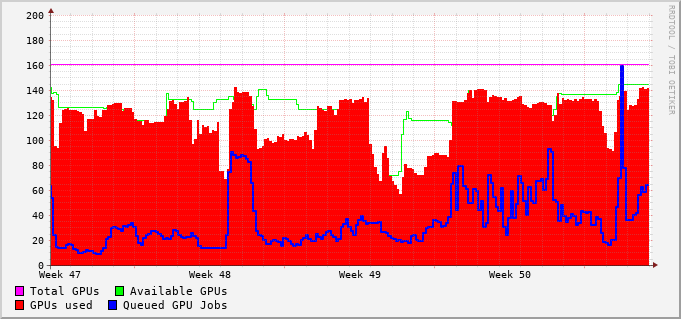 200
180
160
140
120
100
80
60
40
20
0
Week 47 Week 48 Week 49 Week 50
Total GPUs Available GPUs
GPUs used Queued GPU Jobs
RRDTOOL / TOBI OETIKER